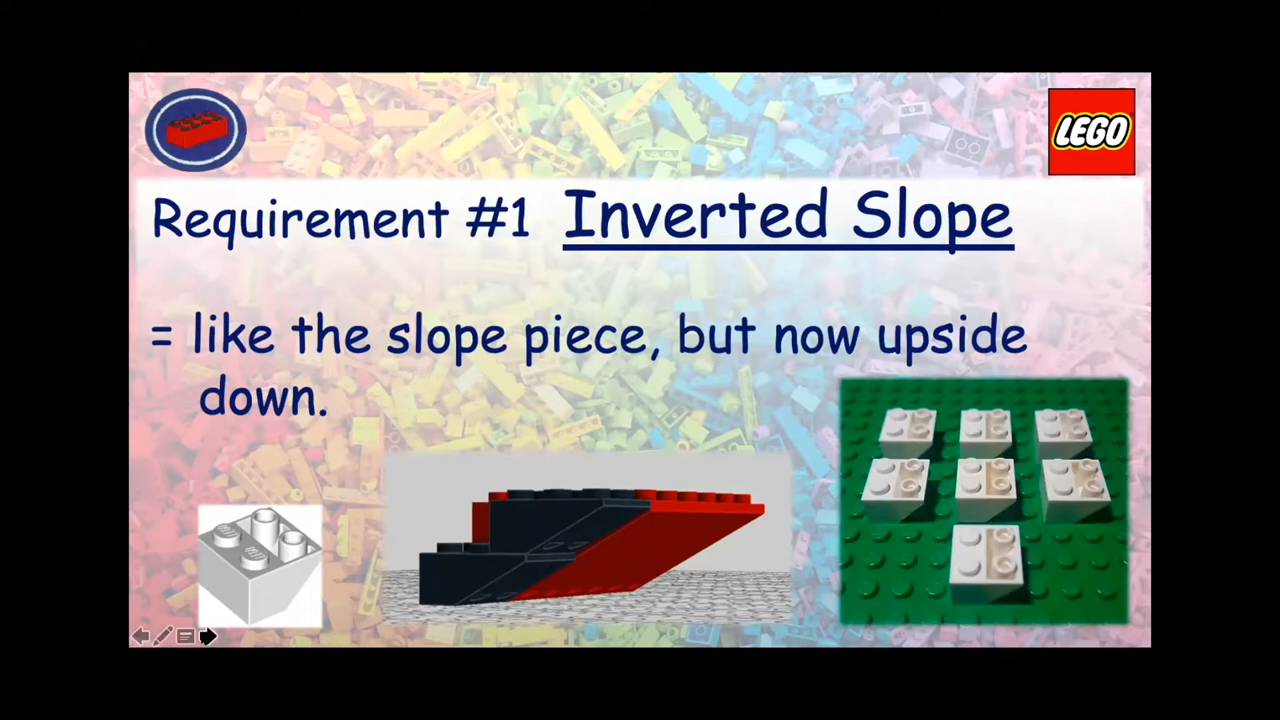 LEGO
Requirement #1 Inverted Slope
= like the slope piece, but now upside
down.